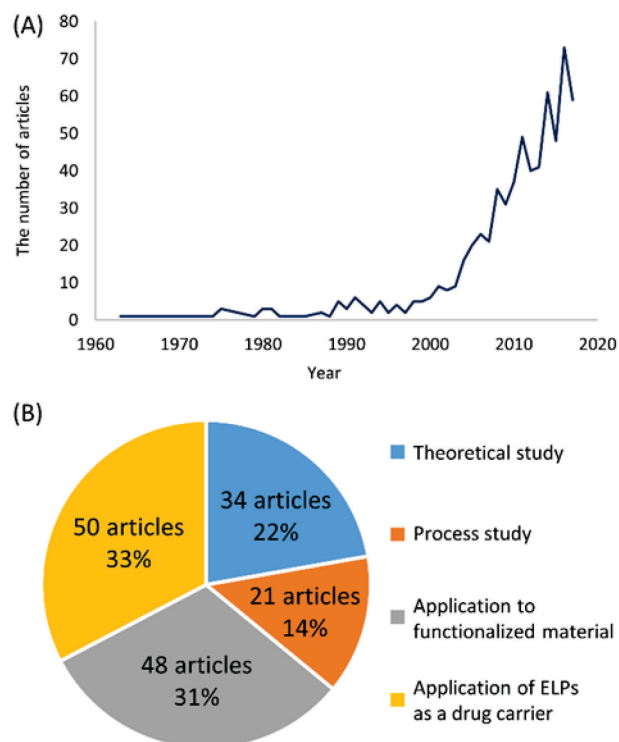 (A)
80
70
60
50
40
30
20
10
0
The number of articles
1960
1970
1980
1990
2000
2010
2020
Year
(B)
34 articles
22%
21 articles
14%
48 articles
31%
50 articles
33%
Theoretical study
Process study
Application to
functionalized material
Application of ELPs
as a drug carrier